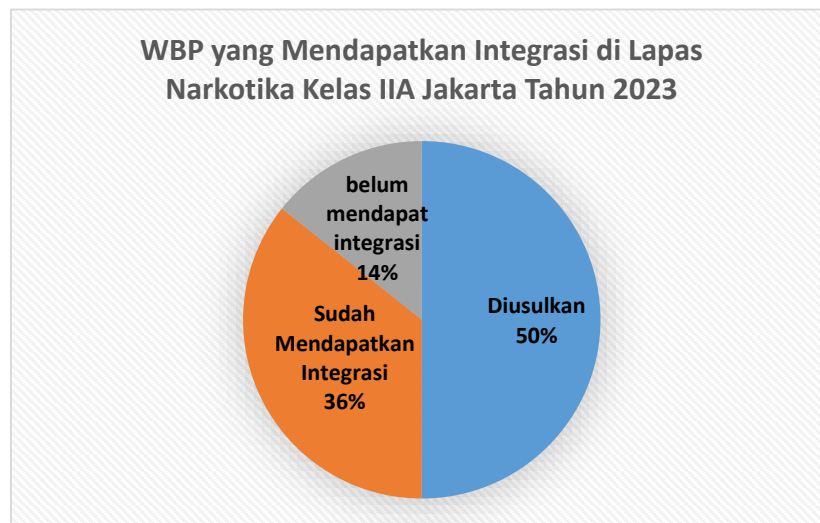 WBP yang Mendapatkan Integrasi di Lapas
Narkotika Kelas IIA Jakarta Tahun 2023
belum
mendapat
integrasi
14%
Diusulkan
50%
Sudah
Mendapatkan
Integrasi
36%